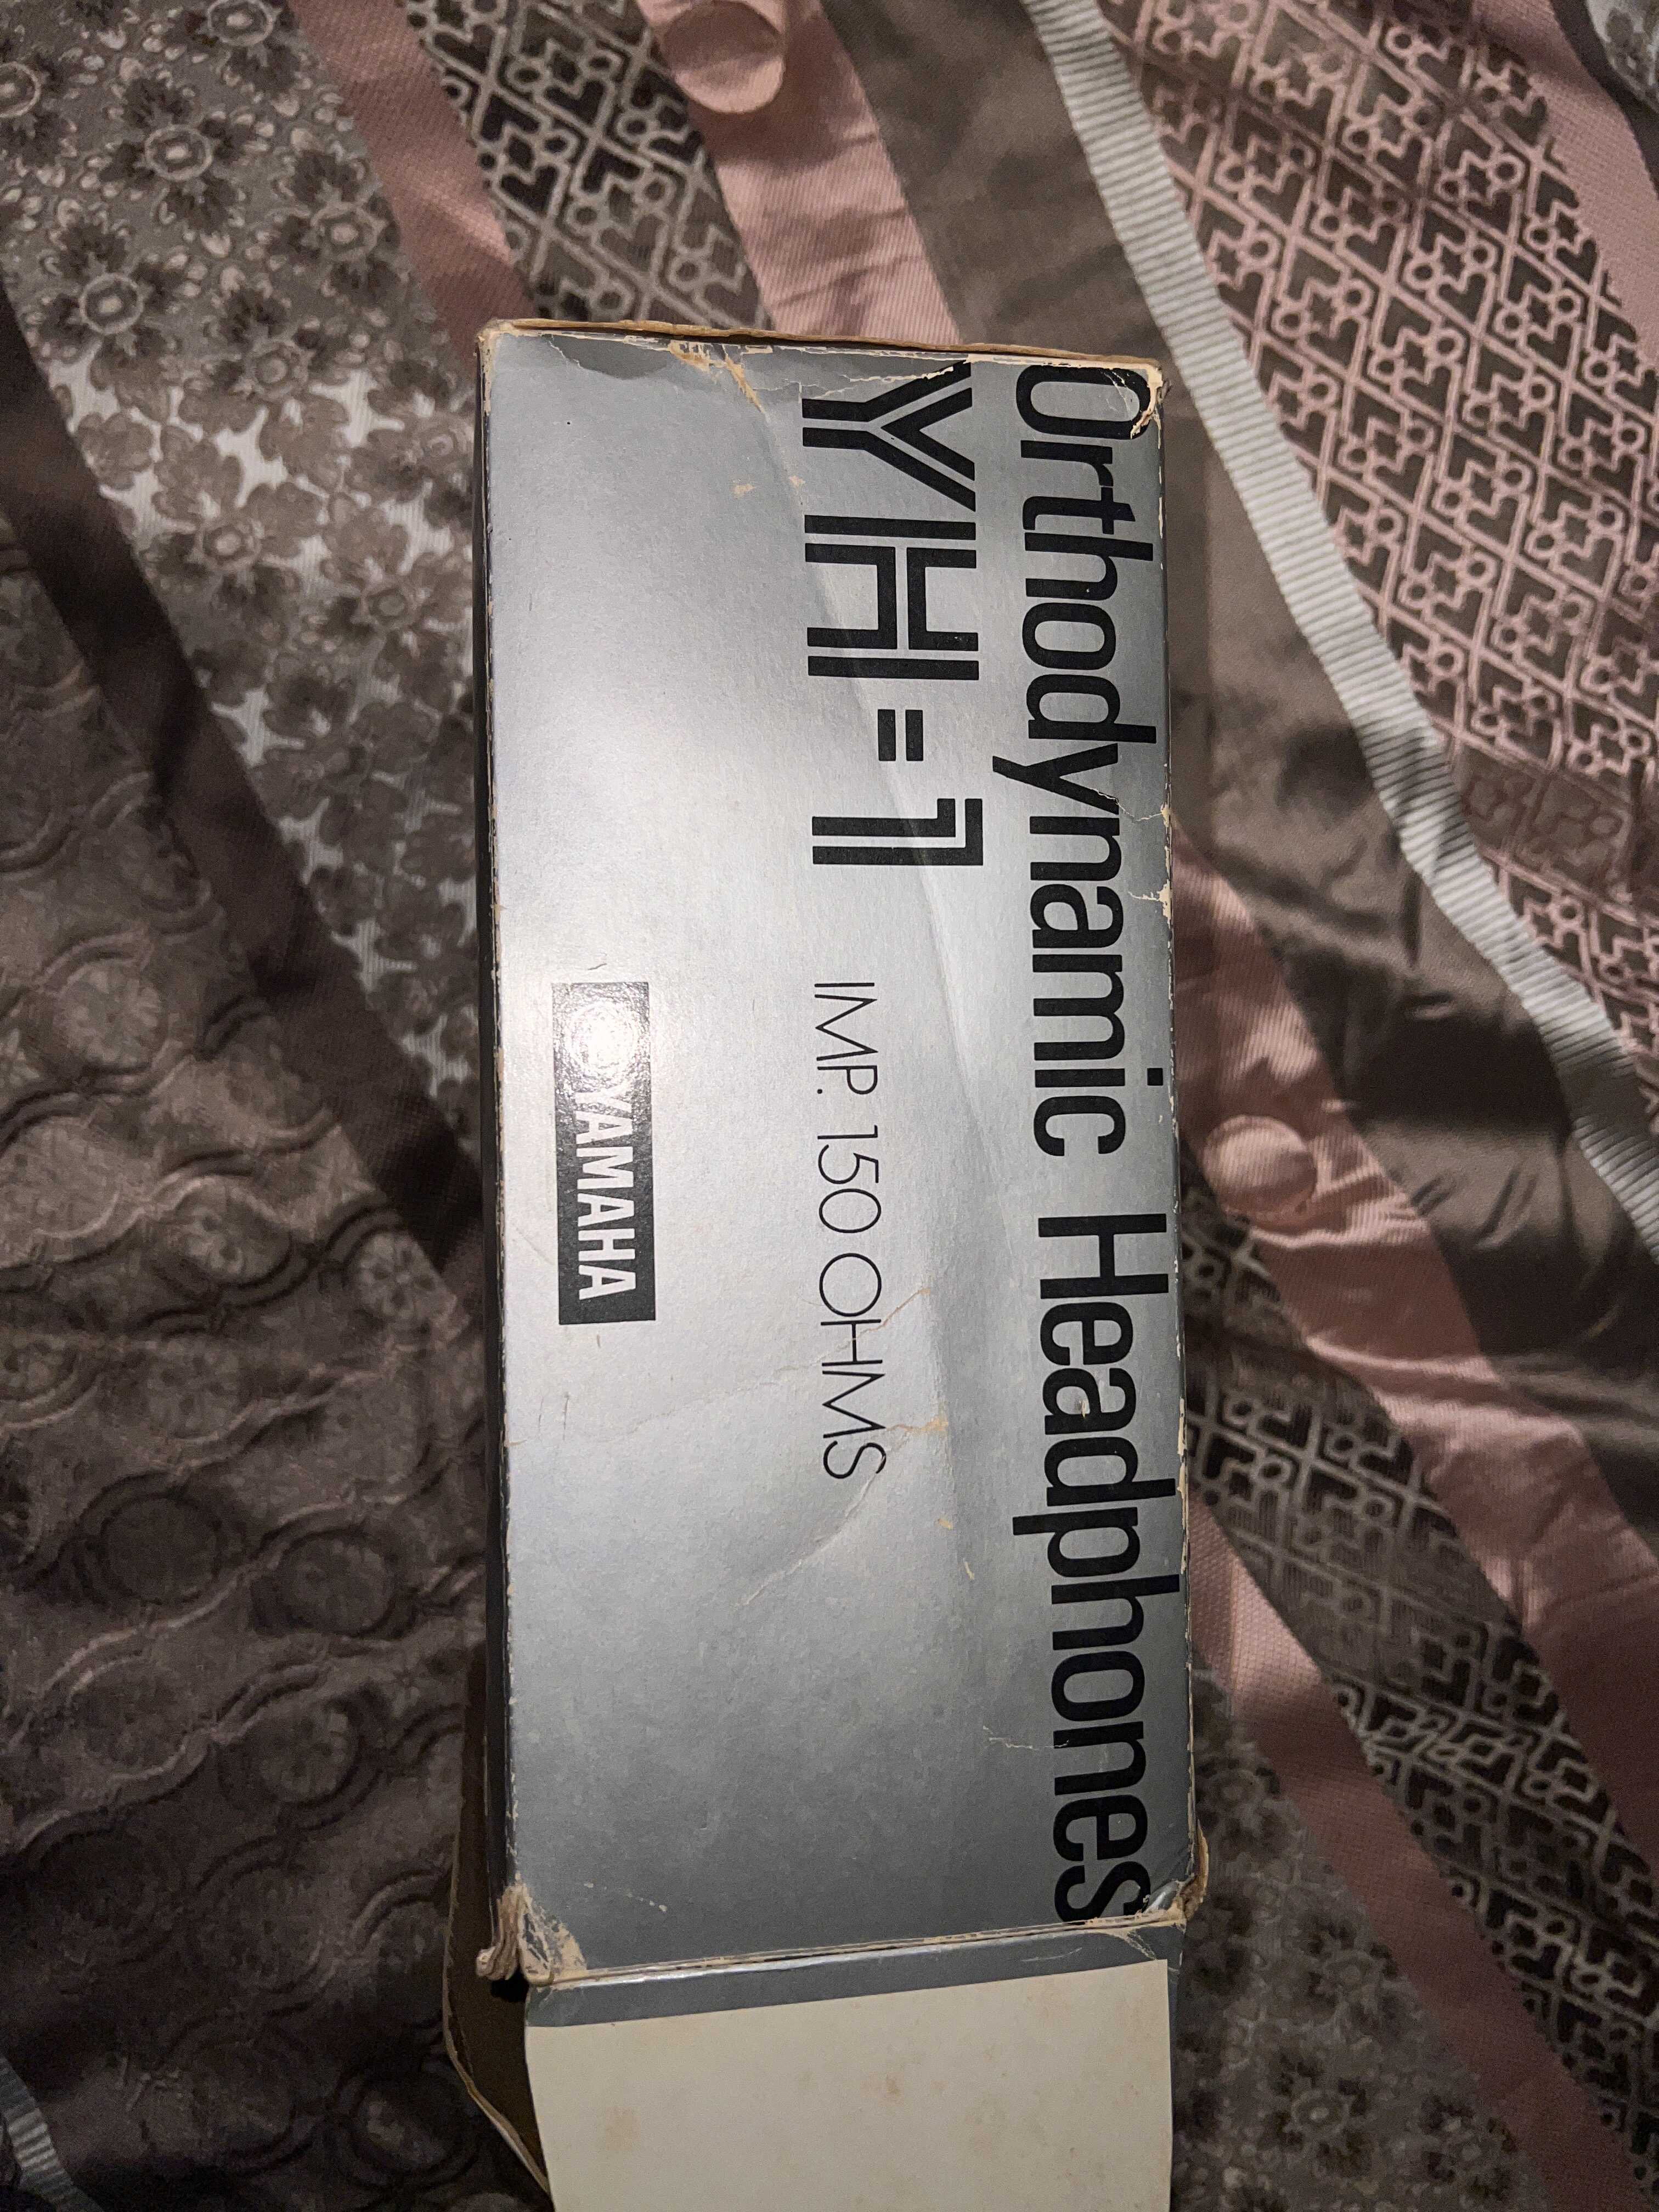 Orthodynamic Headphones
YH-1 IMP. 150 OHMS
YAMAHA